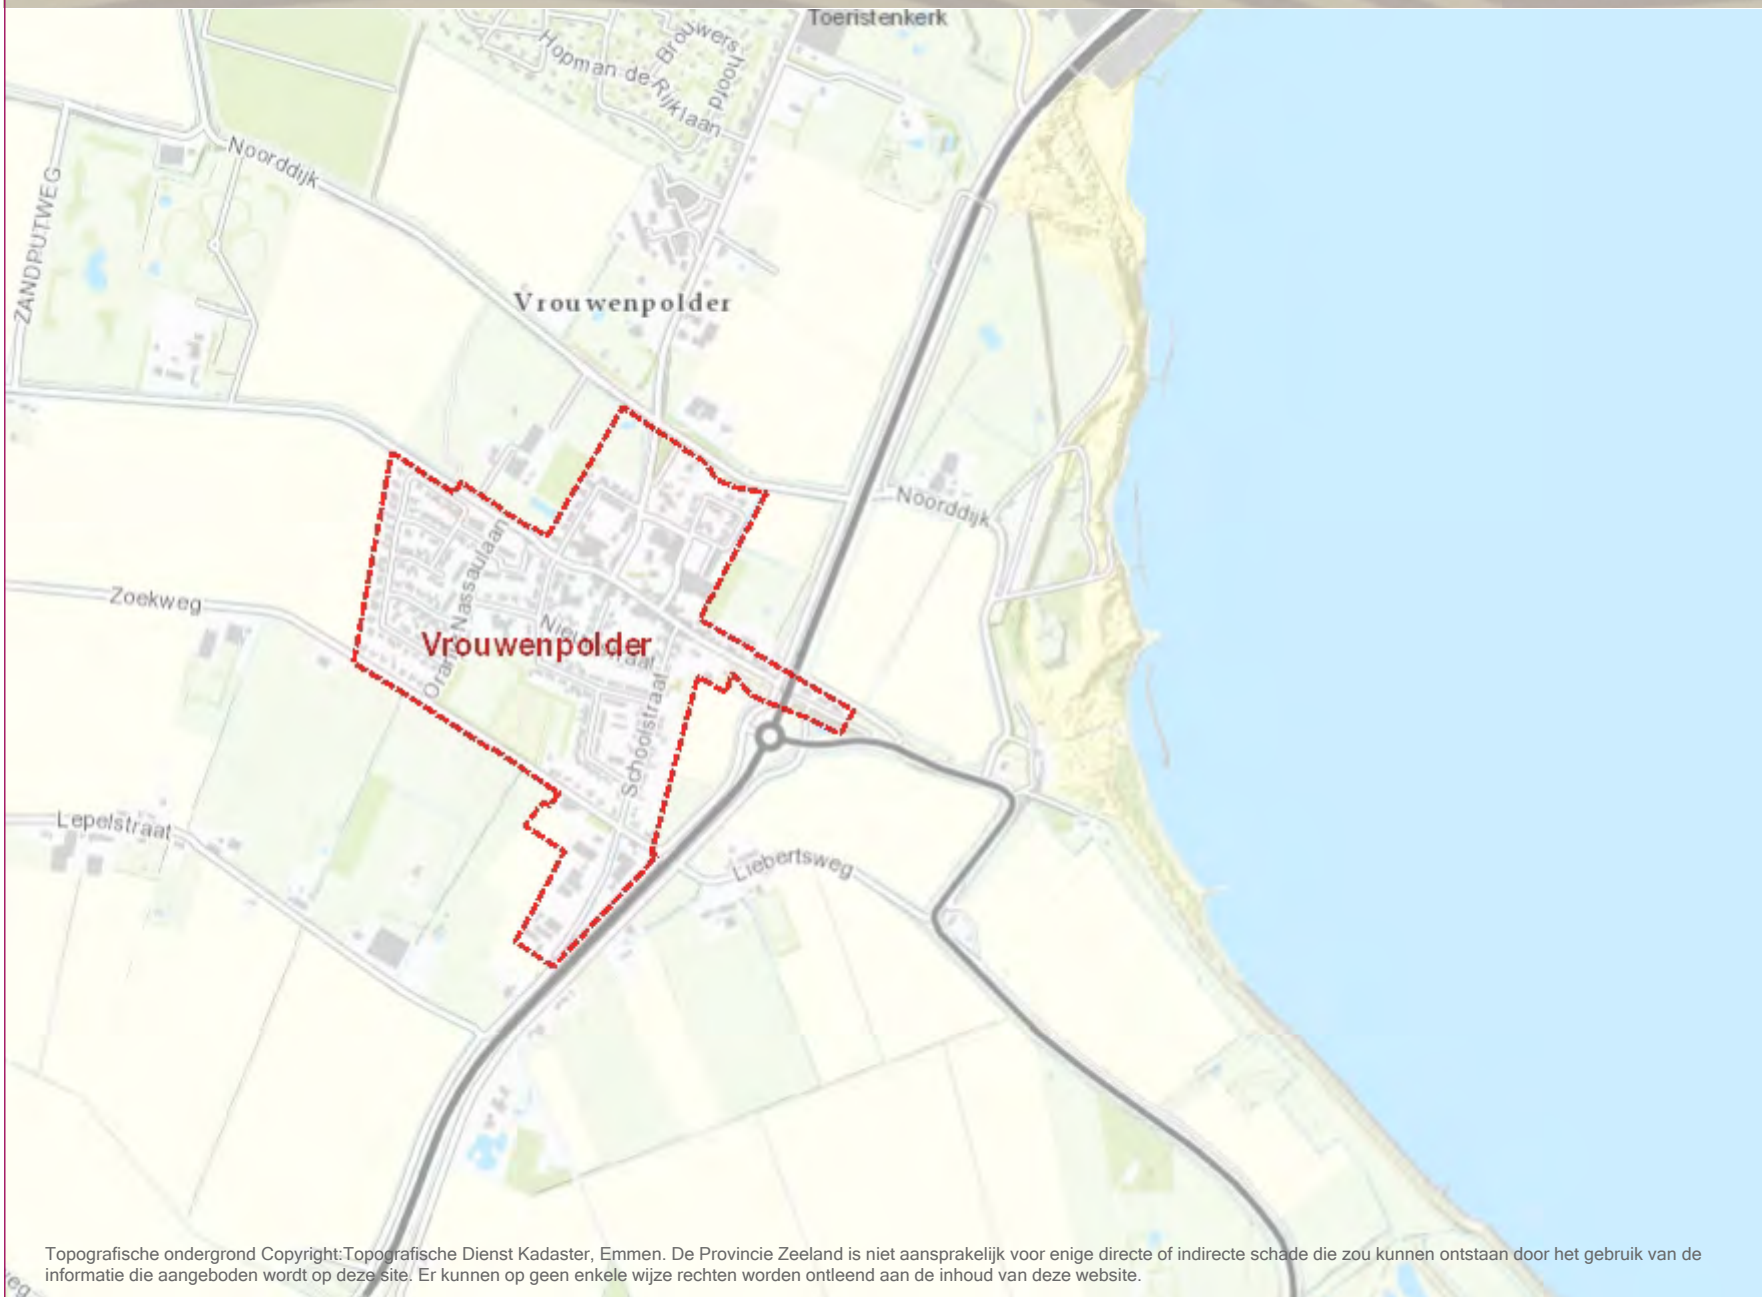 Toeristenkerk
Brouwers
hoofd
Hopman de Rijklaan
Noorddijk
ZANDPUTWEG
Vrouwenpolder
Noorddijk
Zoekweg
Vrouwenpolder
Schoolstraat
Lepelstraat
Liebertsweg
Topografische ondergrond Copyright:Topografische Dienst Kadaster, Emmen. De Provincie Zeeland is niet aansprakelijk voor enige directe of indirecte schade die zou kunnen ontstaan door het gebruik van de
informatie die aangeboden wordt op deze site. Er kunnen op geen enkele wijze rechten worden ontleend aan de inhoud van deze website.